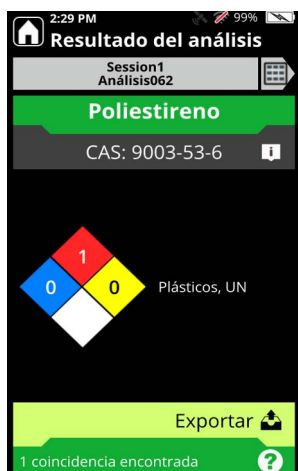 2:29 PM
99%
Resultado del análisis
Session1
Análisis062
Poliestireno
CAS: 9003-53-6
i
1
0
0
Plásticos, UN
Exportar
1 coincidencia encontrada
?